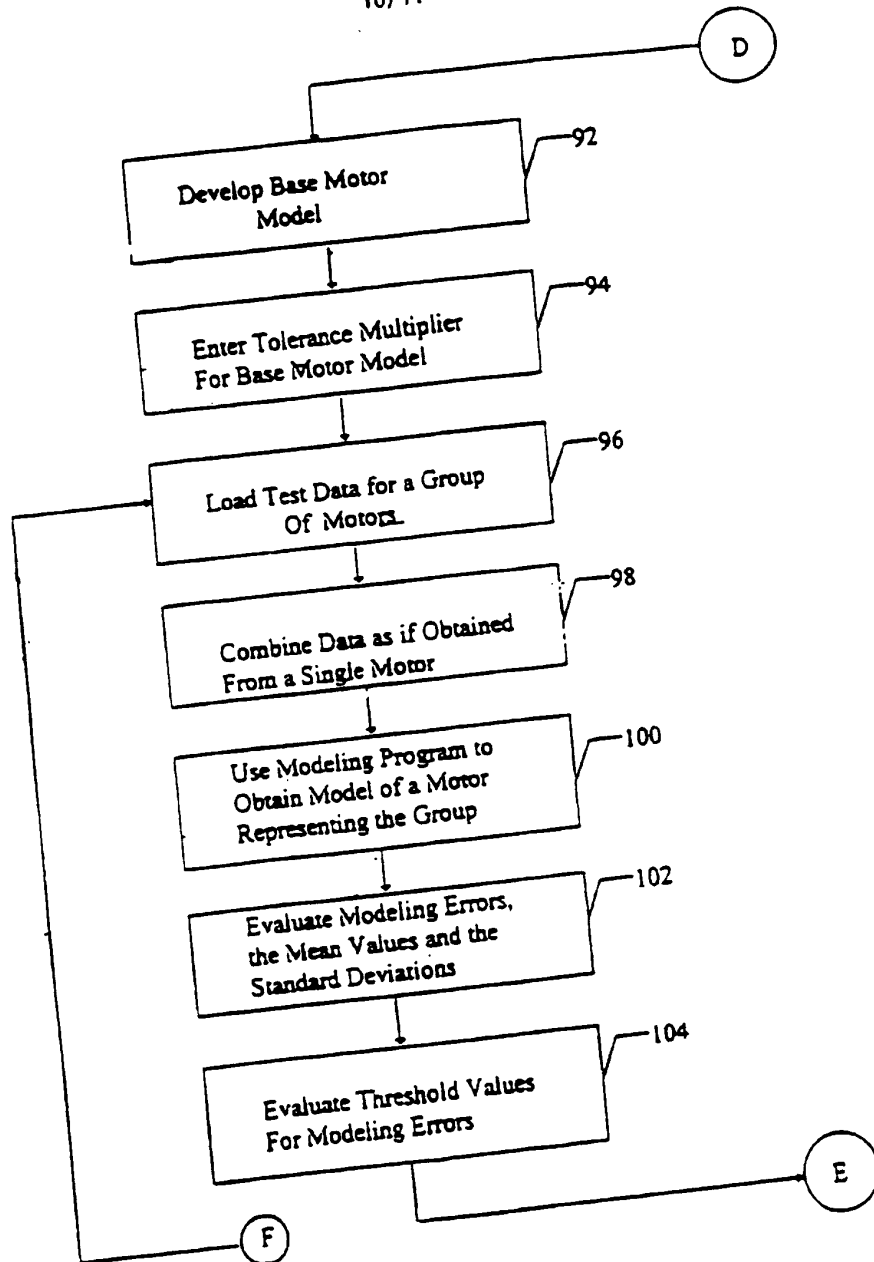 D
92
Develop Base Motor
Model
94
Enter Tolerance Multiplier
For Base Motor Model
96
Load Test Data for a Group
Of Motors
98
Combine Data as if Obtained
From a Single Motor
100
Use Modeling Program to
Obtain Model of a Motor
Representing the Group
102
Evaluate Modeling Errors,
the Mean Values and the
Standard Deviations
104
Evaluate Threshold Values
For Modeling Errors
E
F